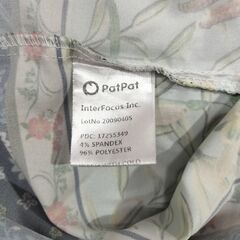 PatPat
InterFocus Inc.
LotNo 20090405
PDC: 17255349
4% SPANDEX
96% POLYESTER